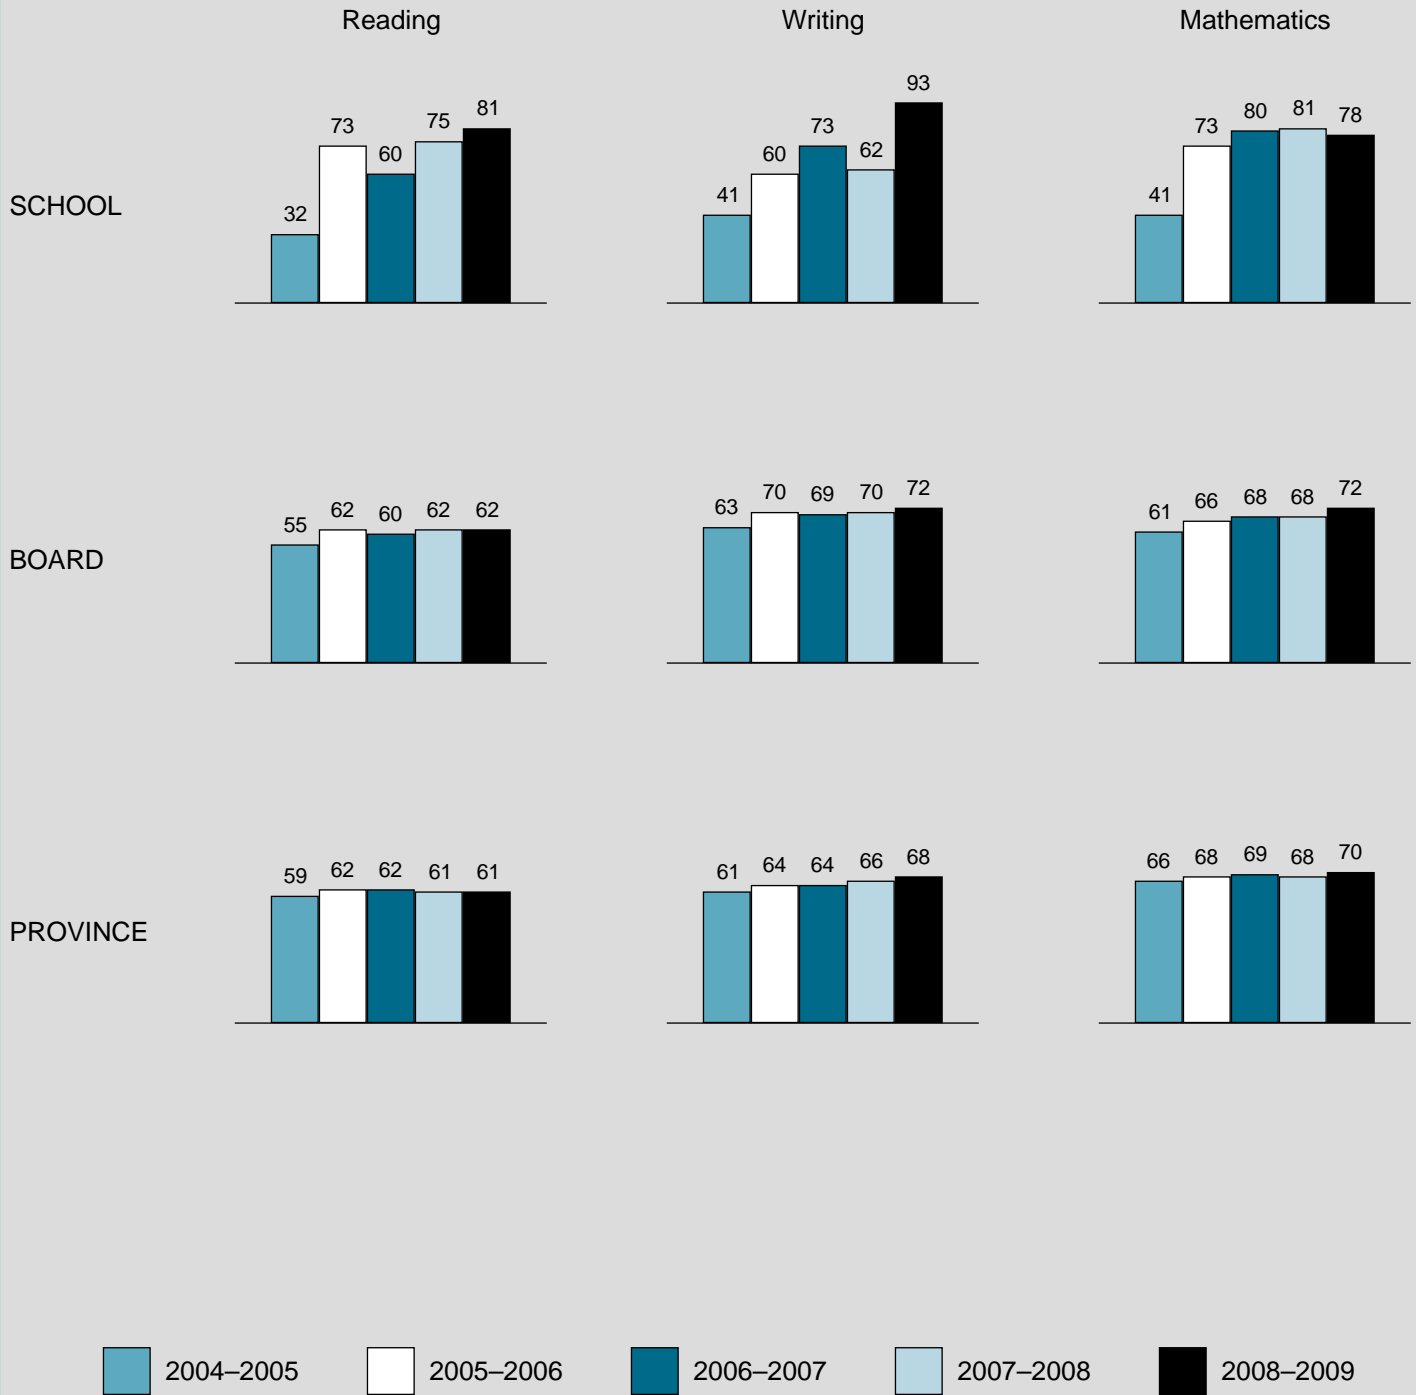 Reading Writing Mathematics
SCHOOL
32 73 60 75 81
41 60 73 62 93
41 73 80 81 78
BOARD
55 62 60 62 62
63 70 69 70 72
61 66 68 68 72
PROVINCE
59 62 62 61 61
61 64 64 66 68
66 68 69 68 70
2004–2005 2005–2006 2006–2007 2007–2008 2008–2009